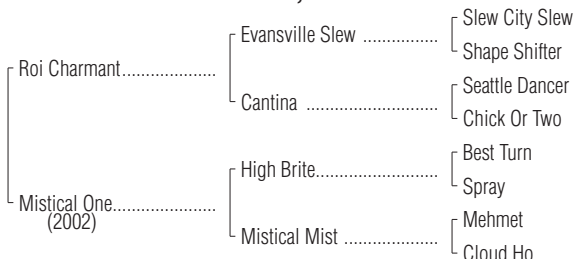 Slew City Slew
Evansville Slew ................
Shape Shifter
Roi Charmant....................
Seattle Dancer
Cantina ...........................
Chick Or Two
Best Turn
High Brite.........................
Spray
Mistical One.....................
(2002)
Mehmet
Mistical Mist ...................
Cloud Ho